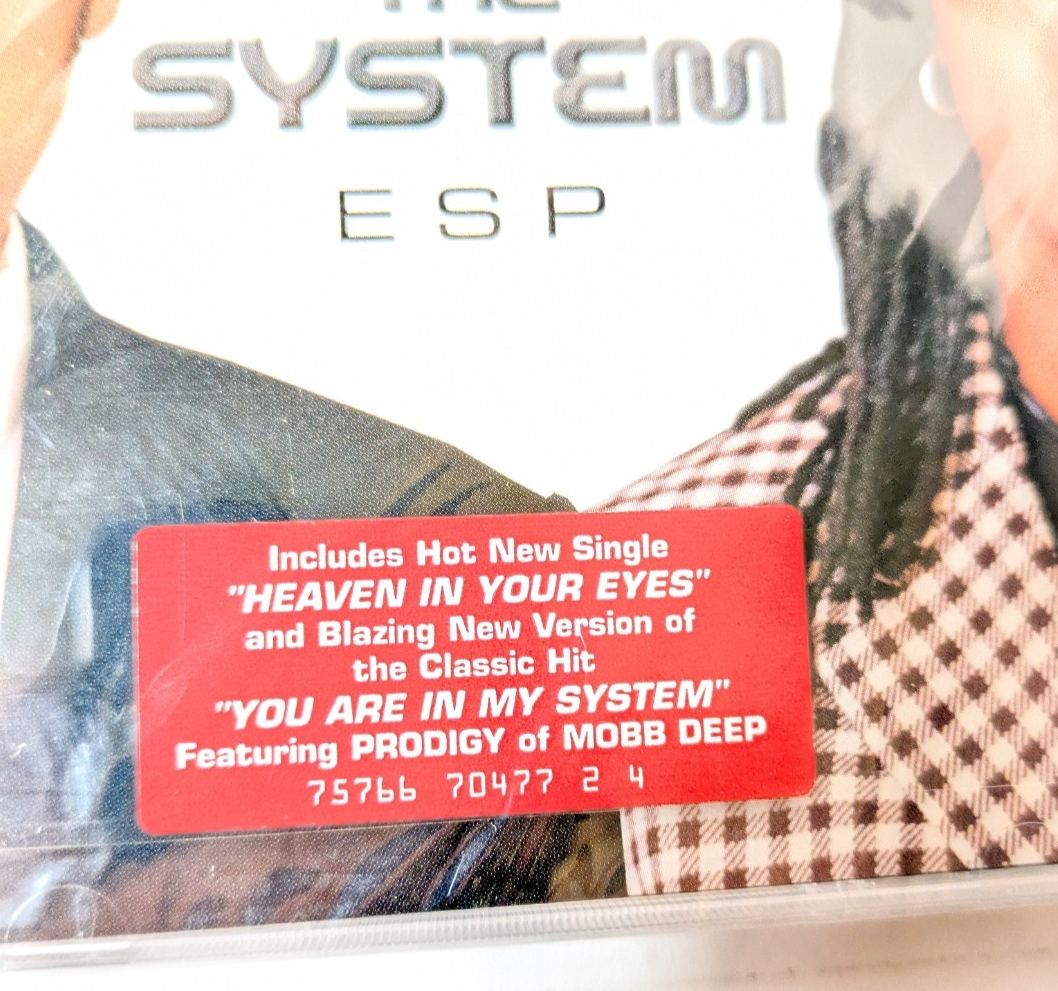 THE
SYSTEM
ESP
Includes Hot New Single
"HEAVEN IN YOUR EYES"
and Blazing New Version of
the Classic Hit
"YOU ARE IN MY SYSTEM"
Featuring PRODIGY of MOBB DEEP
75766 70477 2 4